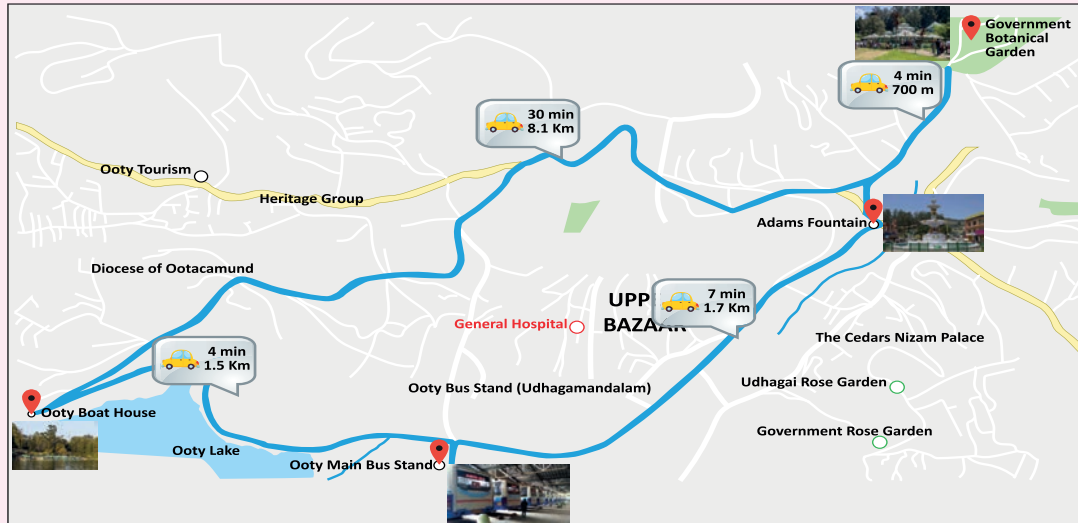 Government
Botanical
Garden
4 min
700 m
30 min
8.1 Km
Ooty Tourism
Heritage Group
Adams Fountain
Diocese of Ootacamund
7 min
1.7 Km
UPP
BAZAAR
General Hospital
The Cedars Nizam Palace
4 min
1.5 Km
Ooty Bus Stand (Udhagamandalam)
Udhagai Rose Garden
Ooty Boat House
Government Rose Garden
Ooty Lake
Ooty Main Bus Stand